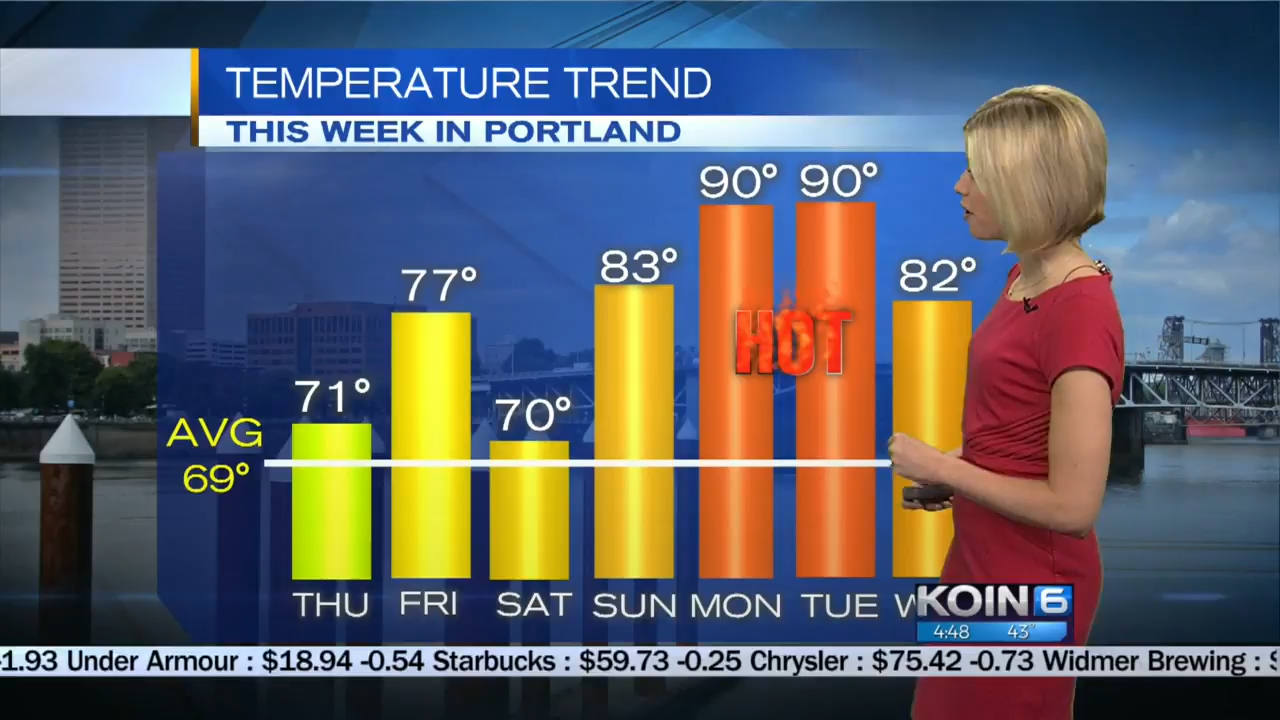 TEMPERATURE TREND
THIS WEEK IN PORTLAND
90° 90°
83° 82°
77°
HOT
71° 70°
AVG
69°
THU FRI SAT SUN MON TUE W
KOIN 6
4:48 43°
1.93 Under Armour : $18.94 -0.54 Starbucks : $59.73 -0.25 Chrysler : $75.42 -0.73 Widmer Brewing :